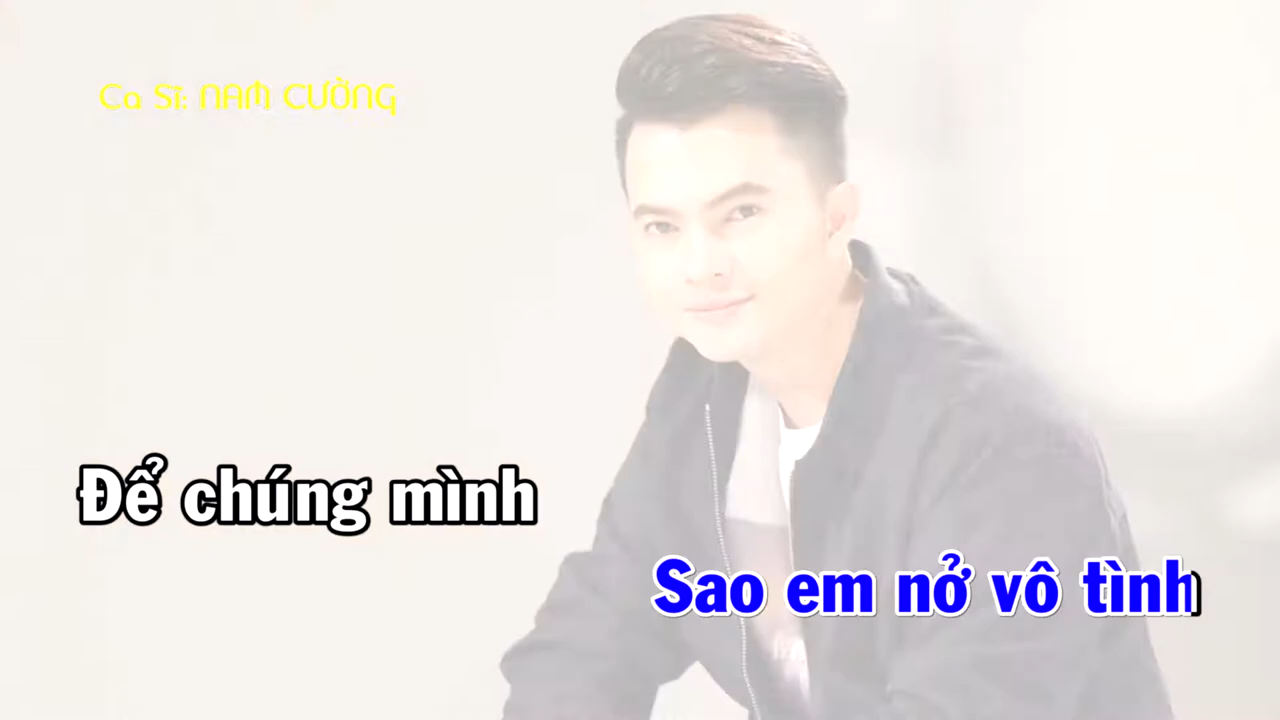 Ca Sĩ: NAM CƯỜNG
Để chúng mình
Sao em nở vô tình